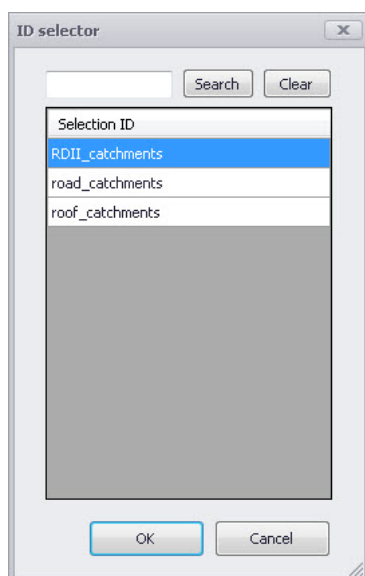 ID selector
Search Clear
Selection ID
RDII_catchments
road_catchments
roof_catchments
OK Cancel